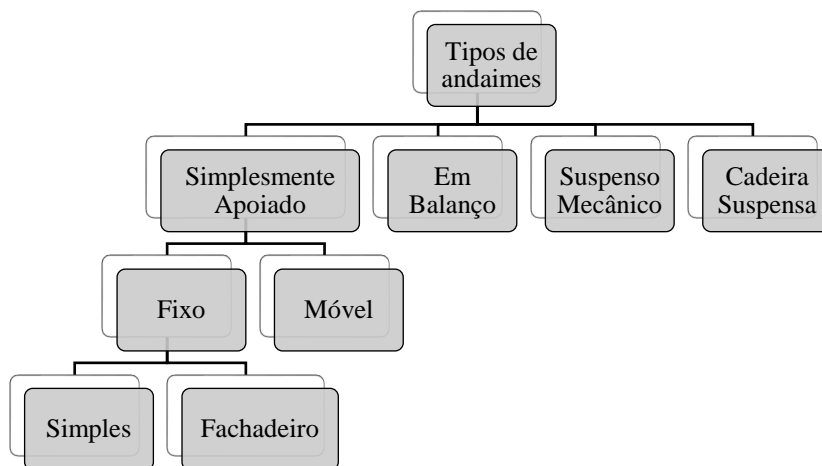 Tipos de
andaimes
Simplesmente
Apoiado
Em
Balanço
Suspenso
Mecânico
Cadeira
Suspensa
Fixo
Móvel
Simples
Fachadeiro